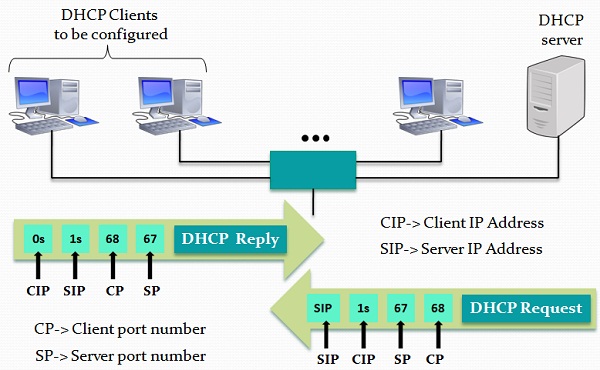 DHCP Clients
to be configured
DHCP
server
...
0s 1s 68 67 DHCP Reply
CIP SIP CP SP
CIP-> Client IP Address
SIP-> Server IP Address
SIP 1s 67 68 DHCP Request
SIP CIP SP CP
CP-> Client port number
SP-> Server port number